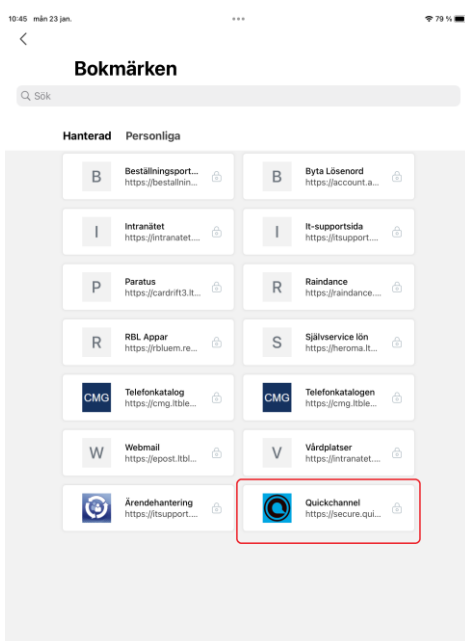 10:45 mån 23 jan.
79 %
Bokmärken
Sök
Hanterad Personliga
B
Beställningsport...
https://bestallnin...
B
Byta Lösenord
https://account.a...
I
Intranätet
https://intranatet....
I
It-supportsida
https://itsupport....
P
Paratus
https://cardrift3.lt...
R
Raindance
https://raindance....
R
RBL Appar
https://rbluem.re...
S
Självservice lön
https://heroma.lt...
CMG
Telefonkatalog
https://cmg.ltble...
CMG
Telefonkatalogen
https://cmg.ltble...
W
Webmail
https://epost.ltbl...
V
Vårdplatser
https://intranatet....
Ärendehantering
https://itsupport....
Quickchannel
https://secure.qui...